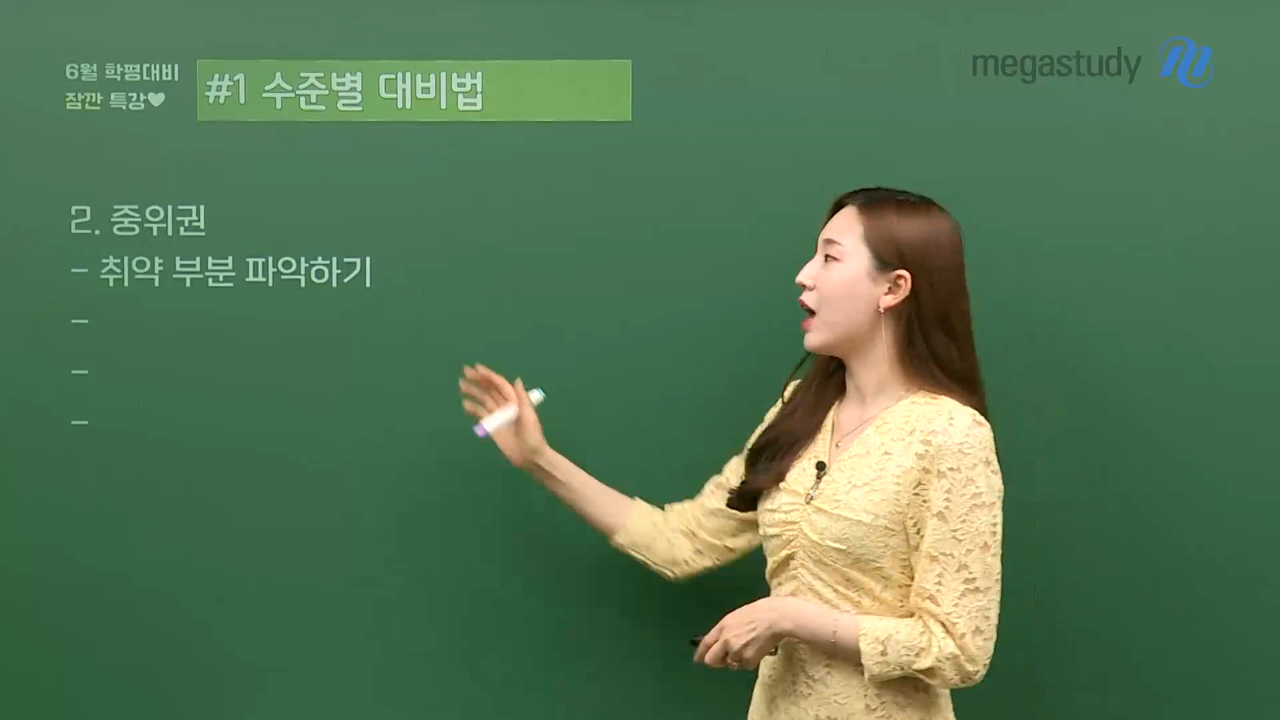 6월 학평대비
잠깐 특강♥
#1 수준별 대비법
megastudy
2. 중위권
- 취약 부분 파악하기
-
-
-